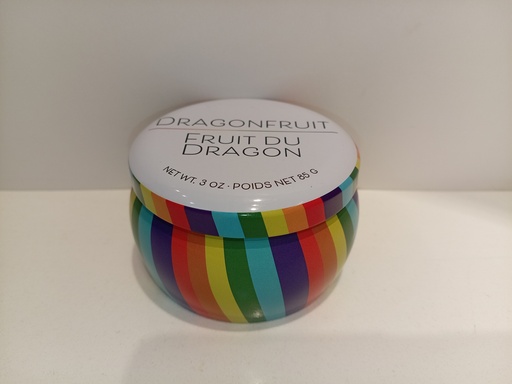 DRAGONFRUIT
FRUIT DU
DRAGON
NET WT. 3 OZ · POIDS NET 85 G